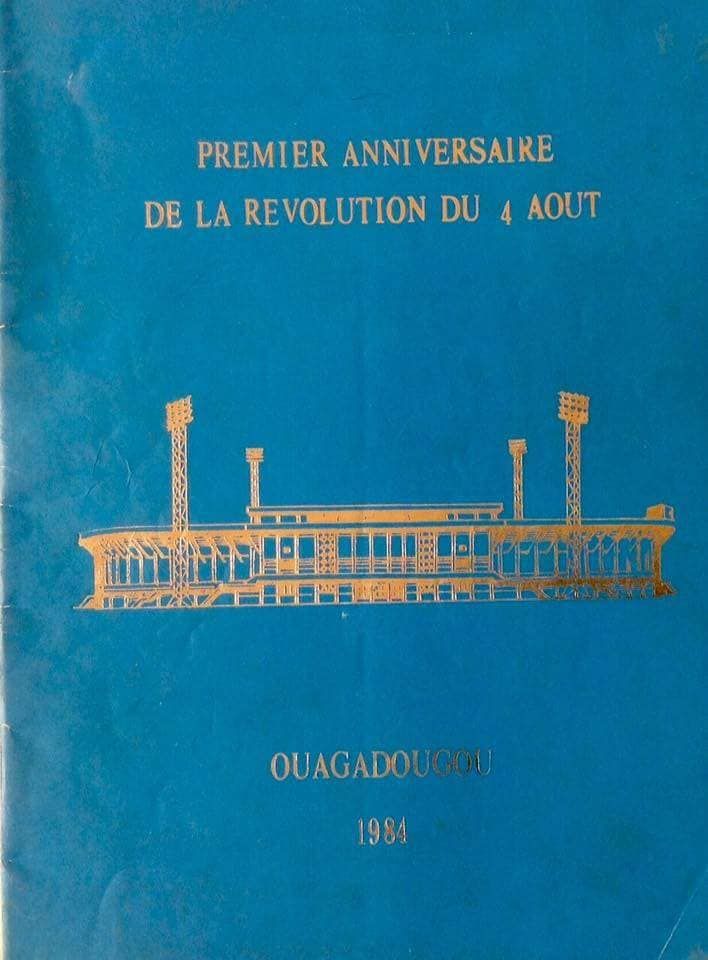 PREMIER ANNIVERSAIRE
DE LA REVOLUTION DU 4 AOUT
OUAGADOUGOU
1984